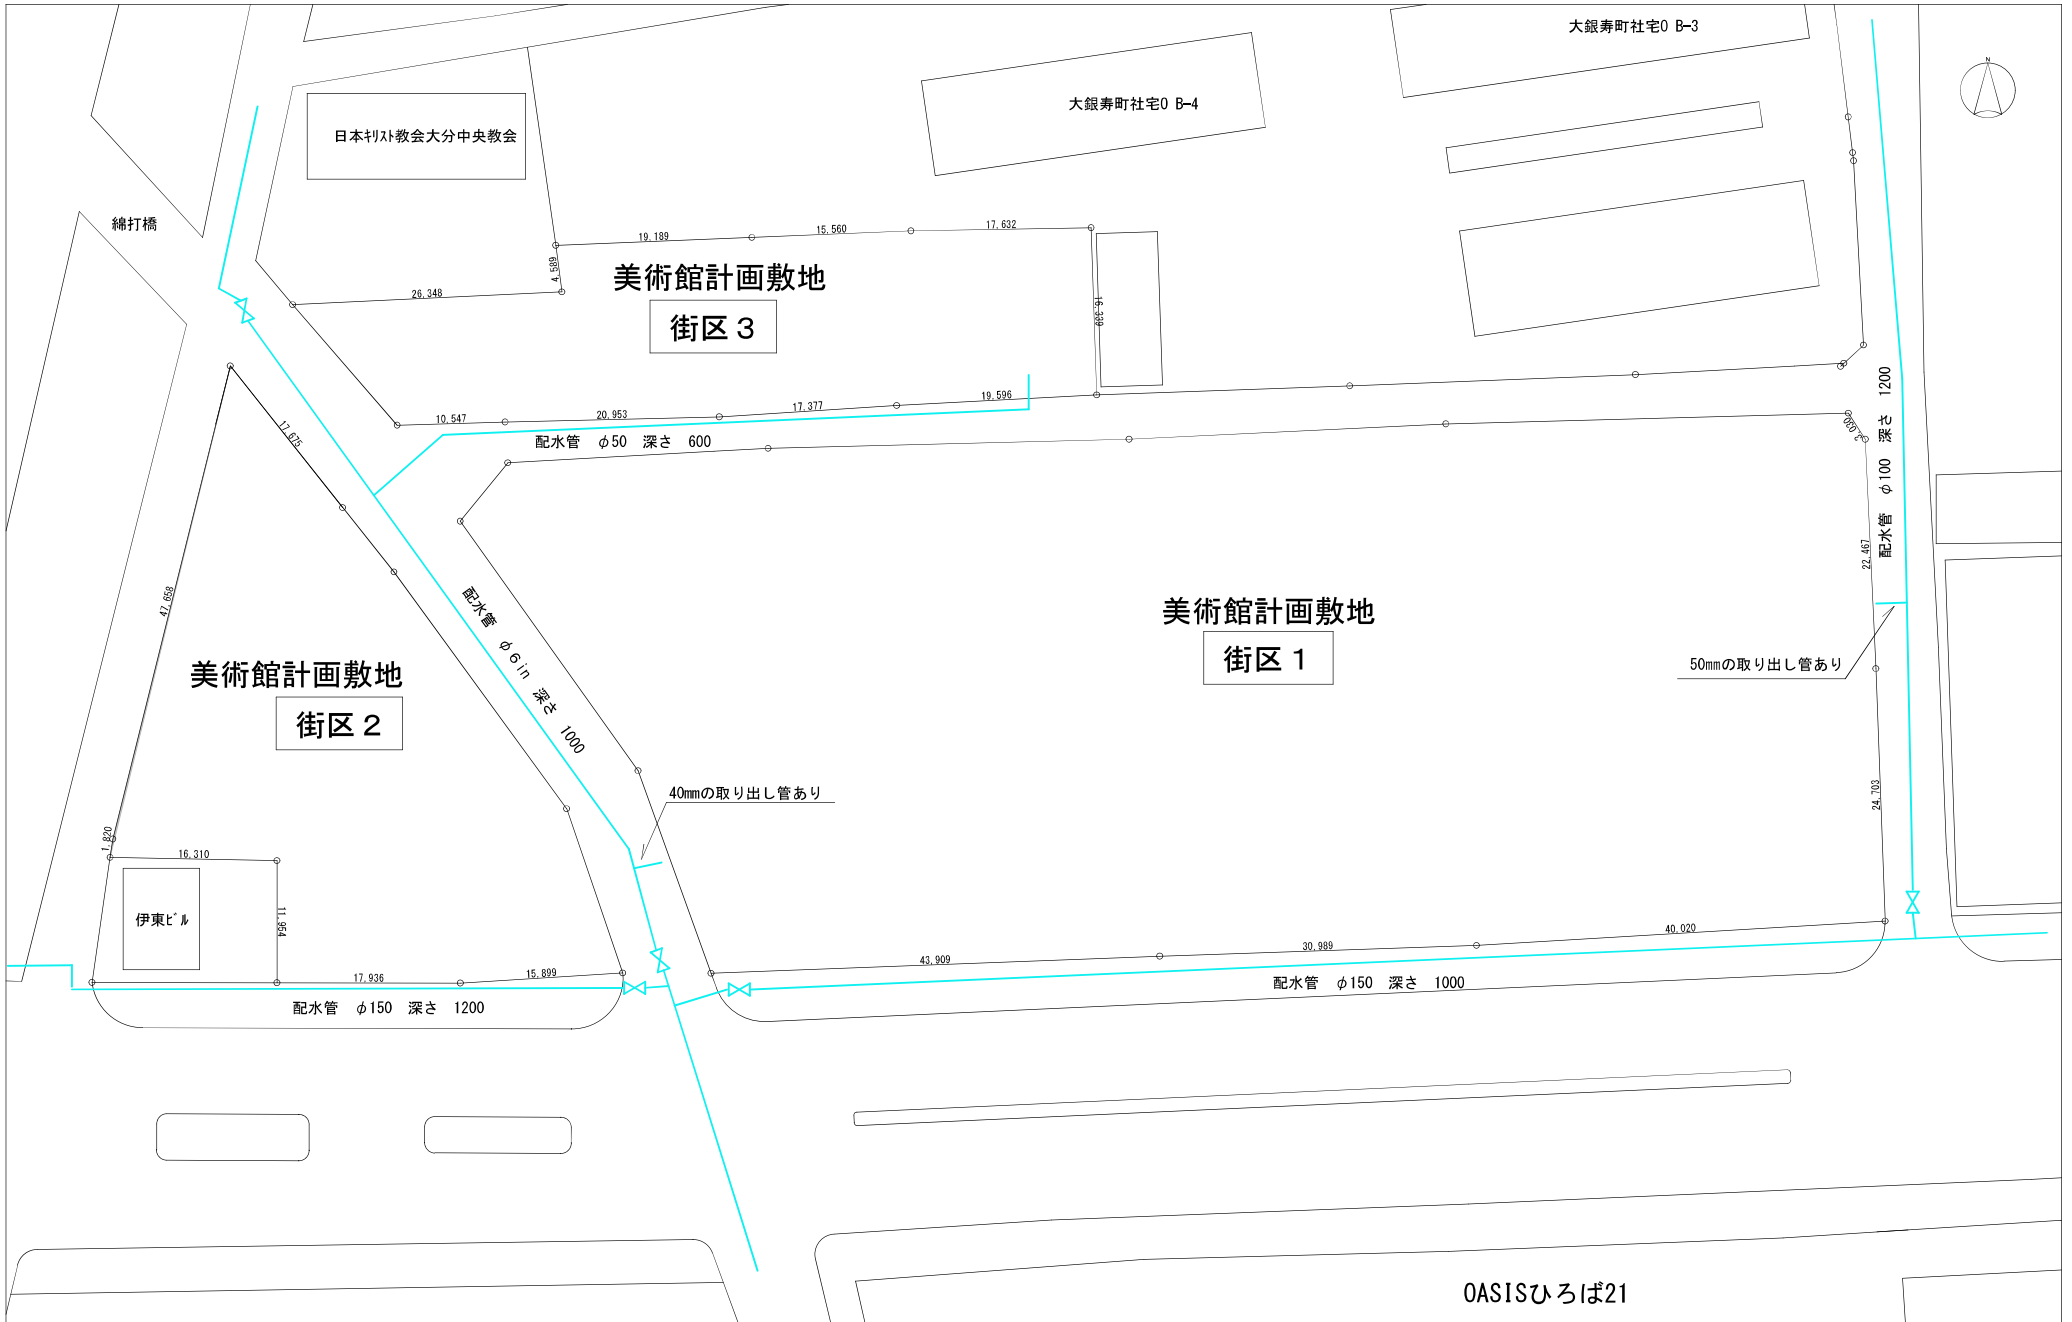 大銀寿町社宅O B-3
N
大銀寿町社宅O B-4
日本ｷﾘｽﾄ教会大分中央教会
綿打橋
19.189
15.560
17.632
4.589
26.348
美術館計画敷地
街区３
16.339
10.547
20.953
17.377
19.596
配水管 φ50 深さ 600
配水管 φ100 深さ 1200
3.030
17.675
22.467
47.658
配水管 φ6in 深さ 1000
美術館計画敷地
街区１
50mmの取り出し管あり
美術館計画敷地
街区２
40mmの取り出し管あり
24.703
1.820
16.310
11.954
伊東ﾋﾞﾙ
17.936
15.899
43.909
30.989
40.020
配水管 φ150 深さ 1200
配水管 φ150 深さ 1000
OASISひろば21